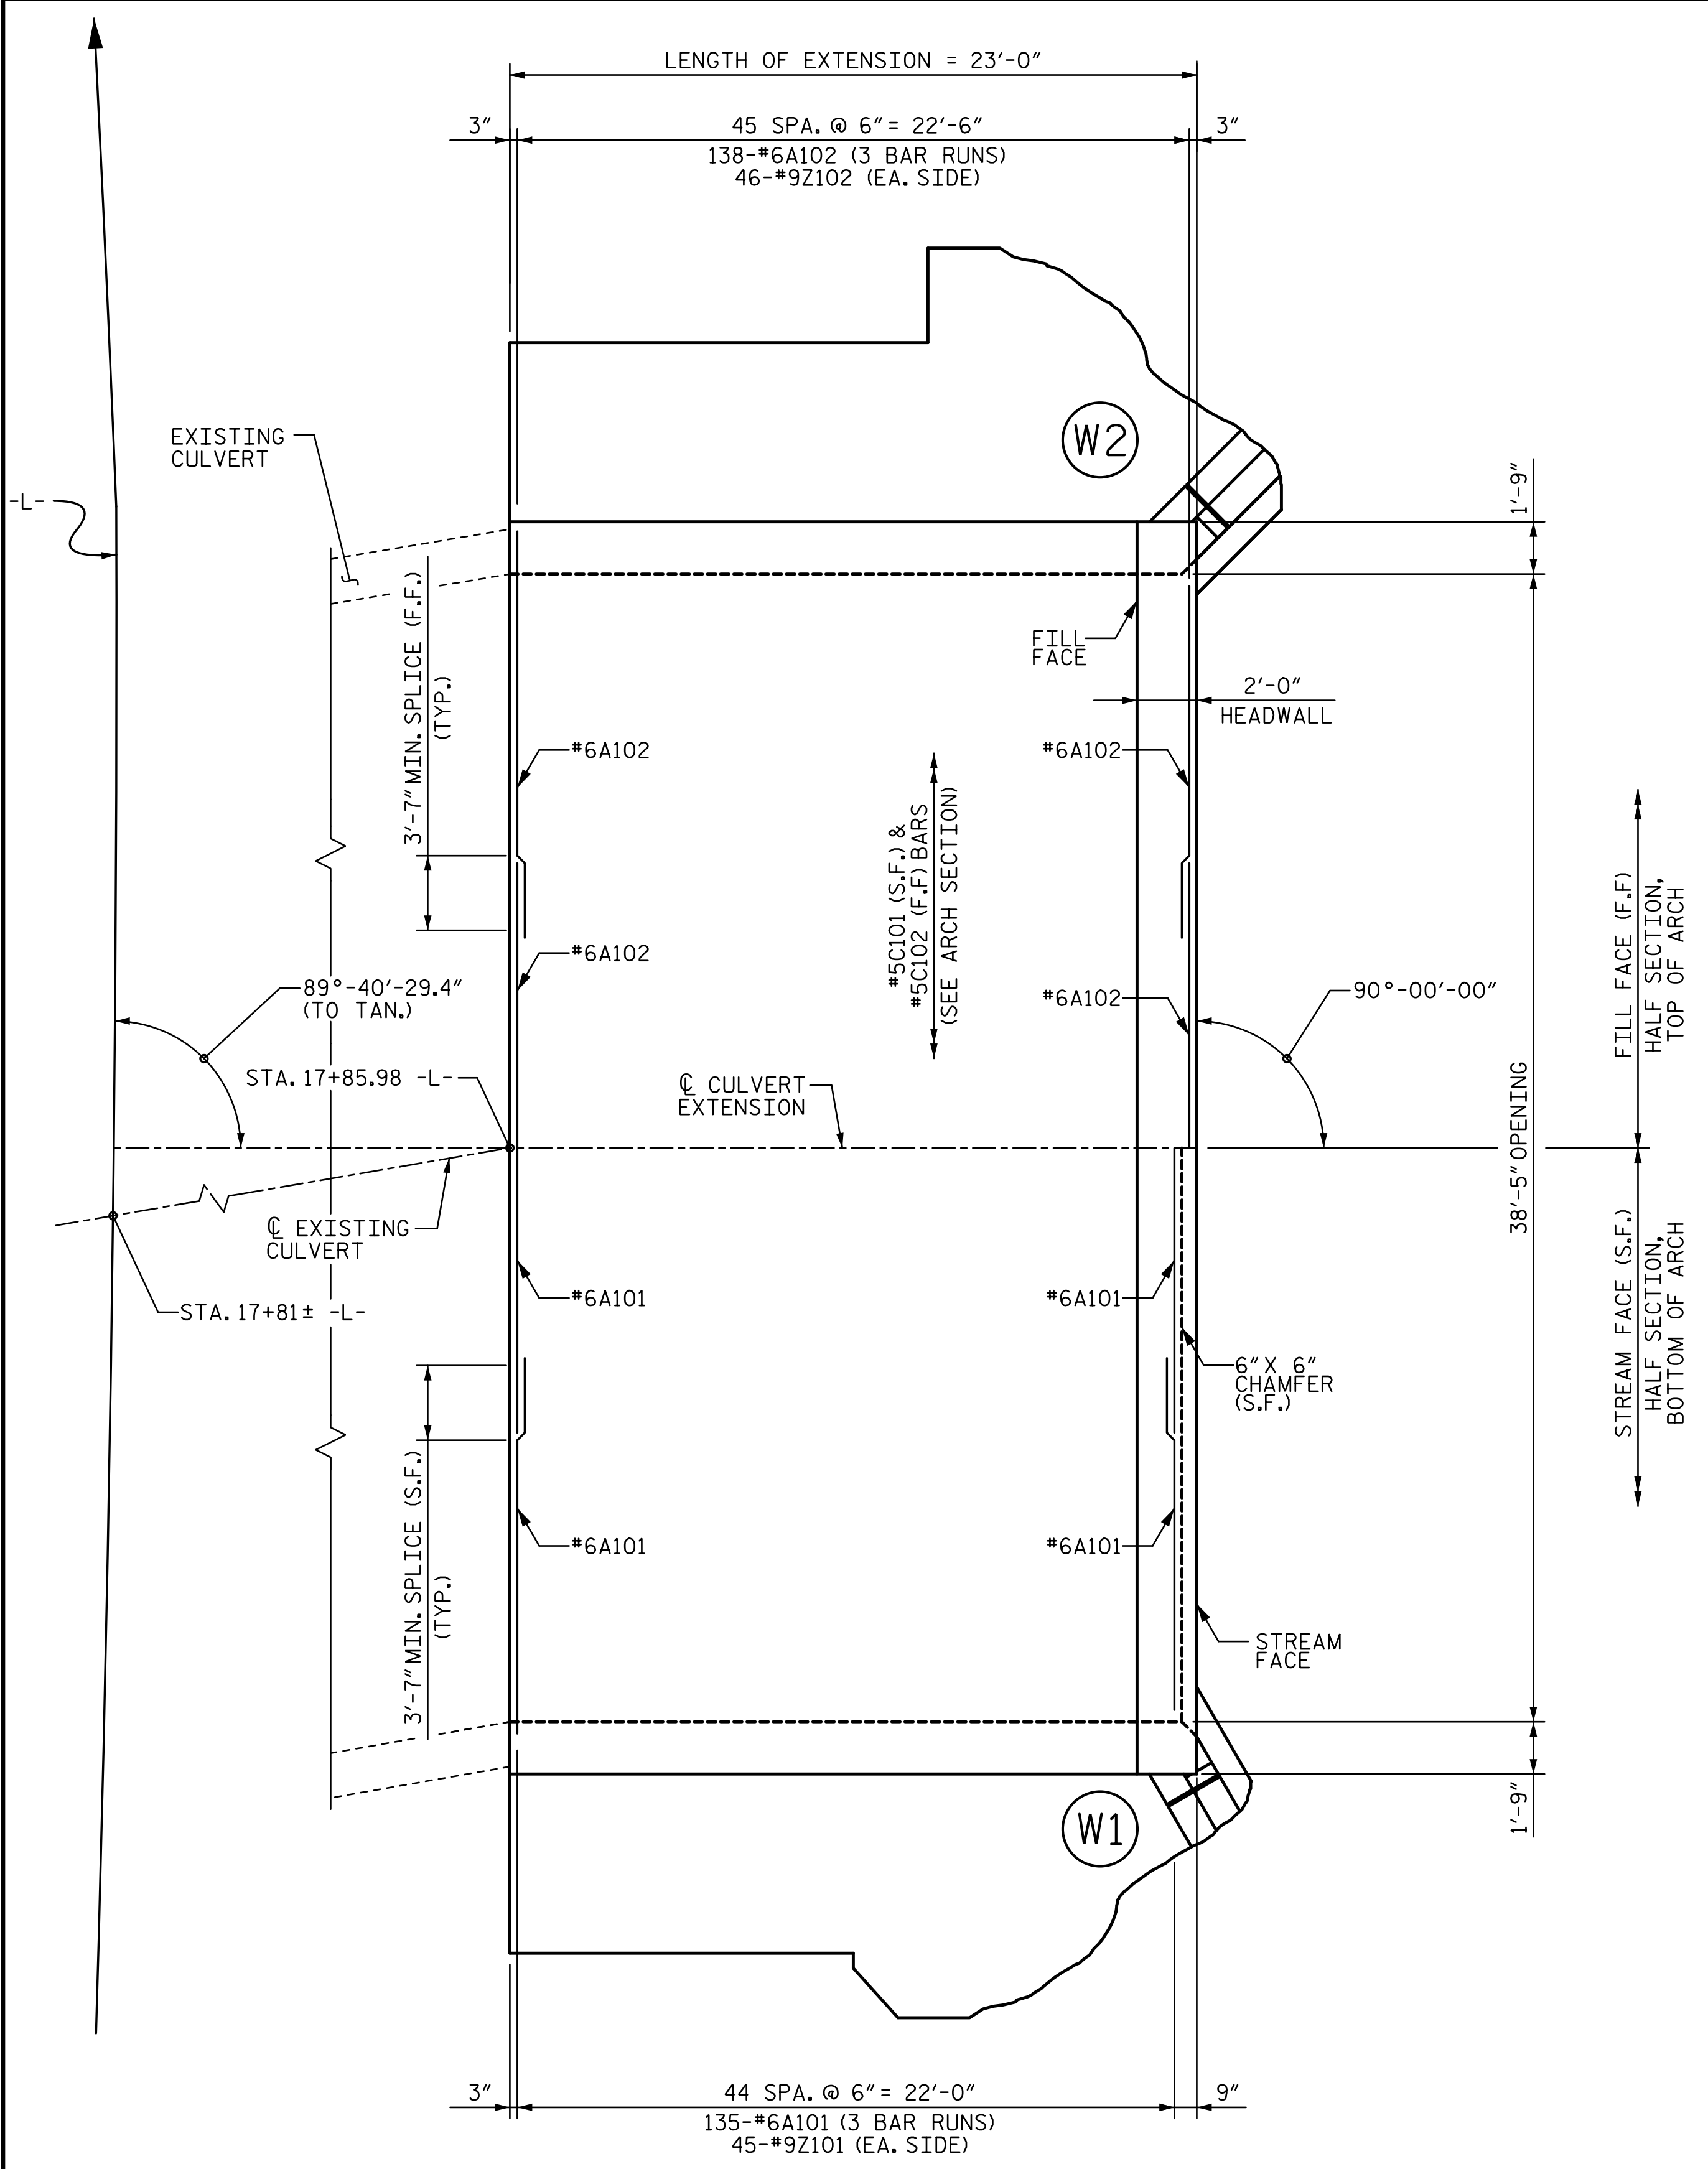 LENGTH OF EXTENSION = 23'-0"
3"
45 SPA. @ 6" = 22'-6"
3"
138-#6A102 (3 BAR RUNS)
46-#9Z102 (EA. SIDE)
EXISTING
CULVERT
W2
-L-
1'-9"
FILL
FACE
2'-0"
HEADWALL
3'-7" MIN. SPLICE (F.F.)
(TYP.)
#6A102
#6A102
#5C101 (S.F.) &
#5C102 (F.F) BARS
(SEE ARCH SECTION)
#6A102
#6A102
89°-40'-29.4"
(TO TAN.)
90°-00'-00"
FILL FACE (F.F)
HALF SECTION,
TOP OF ARCH
STA. 17+85.98 -L-
℄ CULVERT
EXTENSION
38'-5" OPENING
℄ EXISTING
CULVERT
STA. 17+81± -L-
#6A101
#6A101
6" X 6"
CHAMFER
(S.F.)
STREAM FACE (S.F.)
HALF SECTION,
BOTTOM OF ARCH
3'-7" MIN. SPLICE (S.F.)
(TYP.)
#6A101
#6A101
STREAM
FACE
W1
1'-9"
3"
44 SPA. @ 6" = 22'-0"
9"
135-#6A101 (3 BAR RUNS)
45-#9Z101 (EA. SIDE)